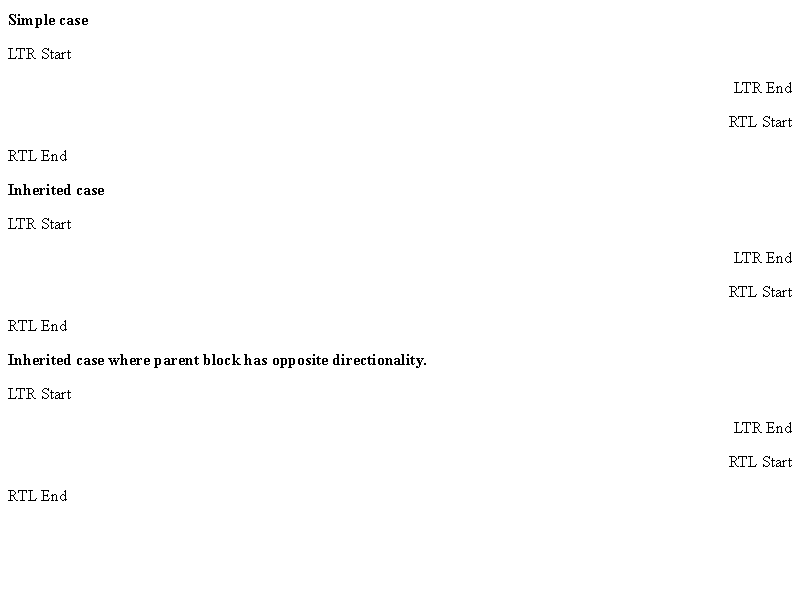 Simple case
LTR Start
LTR End
RTL Start
RTL End
Inherited case
LTR Start
LTR End
RTL Start
RTL End
Inherited case where parent block has opposite directionality.
LTR Start
LTR End
RTL Start
RTL End